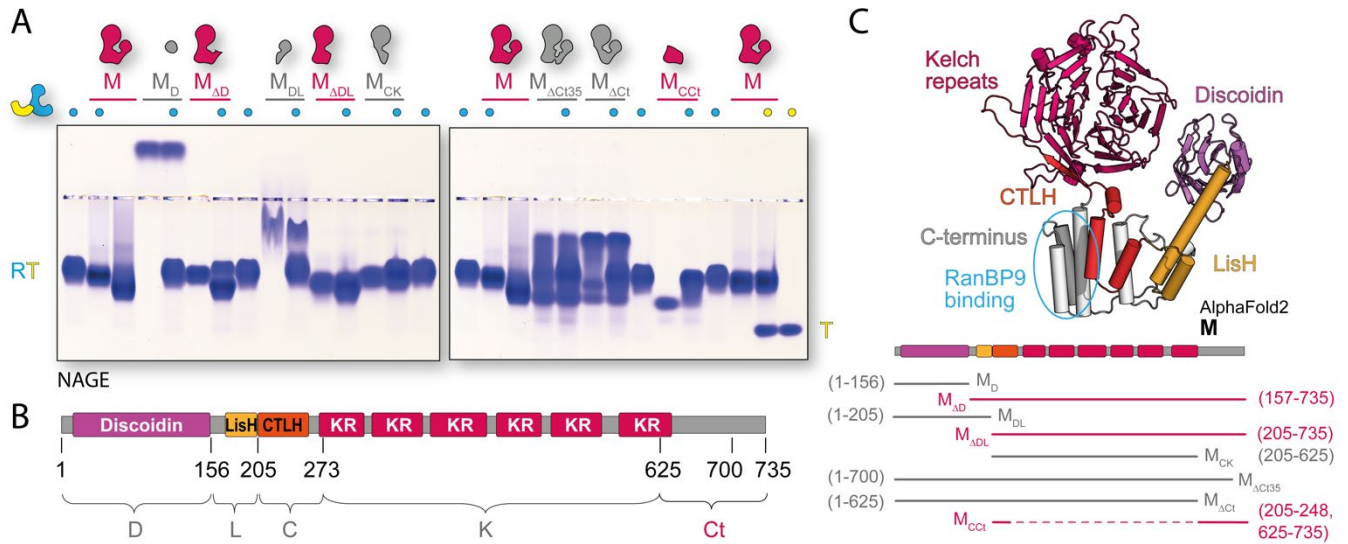 A
M M_D M_ΔD M_DL M_ΔDL M_CK M M_ΔCt35 M_ΔCt M_CCt M
RT
T
NAGE
B
Discoidin LisH CTLH KR KR KR KR KR KR
1 156 205 273 625 700 735
D L C K Ct
C
Kelch
repeats
Discoidin
CTLH
C-terminus
RanBP9
binding
LisH
AlphaFold2
M
(1-156) M_D
M_ΔD (157-735)
(1-205) M_DL
M_ΔDL (205-735)
M_CK (205-625)
(1-700) M_ΔCt35
(1-625) M_ΔCt
M_CCt (205-248,
625-735)